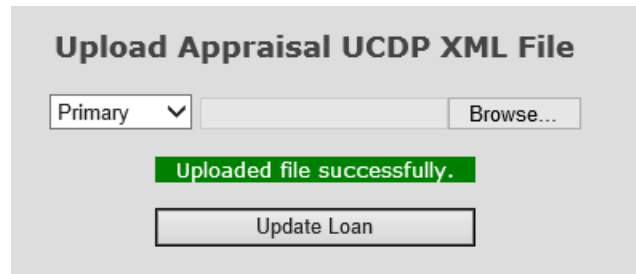 Upload Appraisal UCDP XML File
Primary Browse...
Uploaded file successfully.
Update Loan